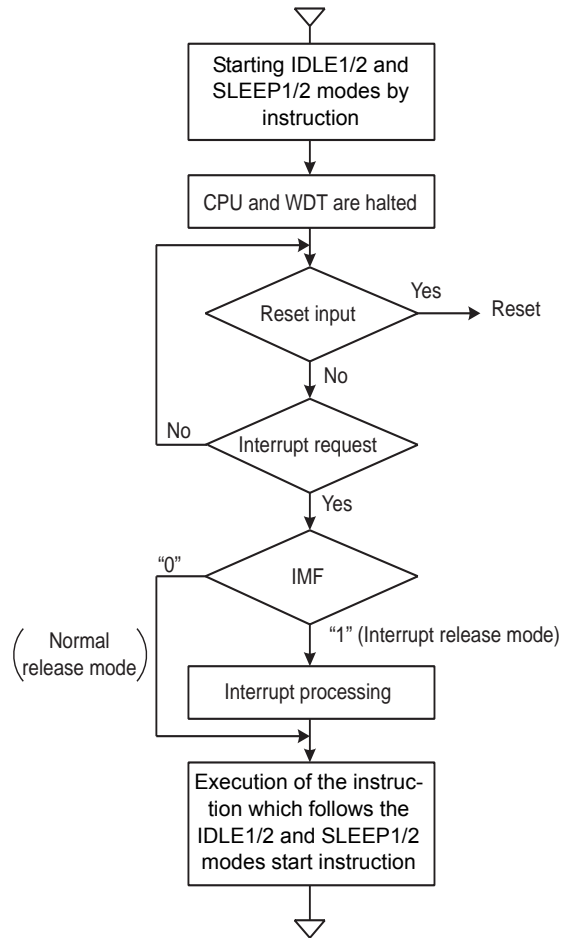 Starting IDLE1/2 and
SLEEP1/2 modes by
instruction
CPU and WDT are halted
Reset input
Yes
Reset
No
No
Interrupt request
Yes
“0”
IMF
Normal
release mode
“1” (Interrupt release mode)
Interrupt processing
Execution of the instruc-
tion which follows the
IDLE1/2 and SLEEP1/2
modes start instruction